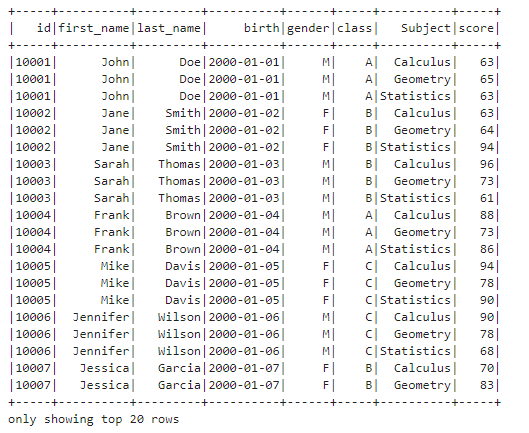 +-----+----------+---------+----------+------+-----+----------+-----+
|   id|first_name|last_name|     birth|gender|class|   Subject|score|
+-----+----------+---------+----------+------+-----+----------+-----+
|10001|      John|      Doe|2000-01-01|     M|    A|  Calculus|   63|
|10001|      John|      Doe|2000-01-01|     M|    A|  Geometry|   65|
|10001|      John|      Doe|2000-01-01|     M|    A|Statistics|   63|
|10002|      Jane|    Smith|2000-01-02|     F|    B|  Calculus|   63|
|10002|      Jane|    Smith|2000-01-02|     F|    B|  Geometry|   64|
|10002|      Jane|    Smith|2000-01-02|     F|    B|Statistics|   94|
|10003|     Sarah|   Thomas|2000-01-03|     M|    B|  Calculus|   96|
|10003|     Sarah|   Thomas|2000-01-03|     M|    B|  Geometry|   73|
|10003|     Sarah|   Thomas|2000-01-03|     M|    B|Statistics|   61|
|10004|     Frank|    Brown|2000-01-04|     M|    A|  Calculus|   88|
|10004|     Frank|    Brown|2000-01-04|     M|    A|  Geometry|   73|
|10004|     Frank|    Brown|2000-01-04|     M|    A|Statistics|   86|
|10005|      Mike|    Davis|2000-01-05|     F|    C|  Calculus|   94|
|10005|      Mike|    Davis|2000-01-05|     F|    C|  Geometry|   78|
|10005|      Mike|    Davis|2000-01-05|     F|    C|Statistics|   90|
|10006|  Jennifer|   Wilson|2000-01-06|     M|    C|  Calculus|   90|
|10006|  Jennifer|   Wilson|2000-01-06|     M|    C|  Geometry|   78|
|10006|  Jennifer|   Wilson|2000-01-06|     M|    C|Statistics|   68|
|10007|   Jessica|   Garcia|2000-01-07|     F|    B|  Calculus|   70|
|10007|   Jessica|   Garcia|2000-01-07|     F|    B|  Geometry|   83|
+-----+----------+---------+----------+------+-----+----------+-----+
only showing top 20 rows